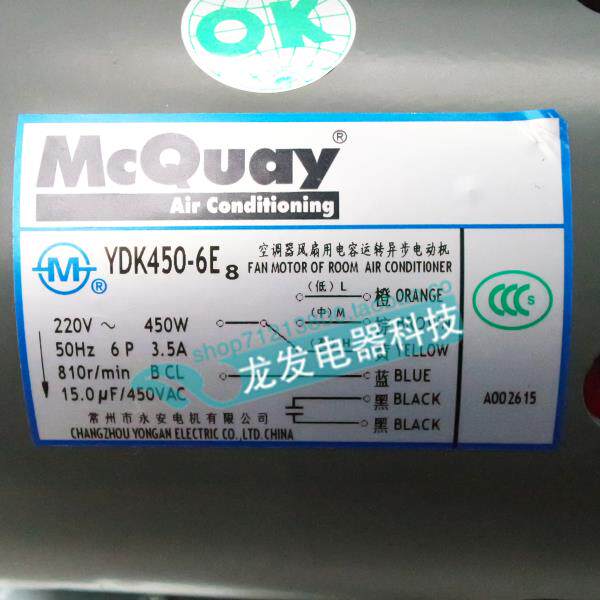 OK
McQuay®
Air Conditioning
YDK450-6E 8
空调器风扇用电容运转异步电动机
FAN MOTOR OF ROOM AIR CONDITIONER
M
®
220V ~ 450W
50Hz 6P 3.5A
810r/min B CL
15.0μF/450VAC
(低) L
(中) M
H
橙 ORANGE
YELLOW
蓝 BLUE
黑 BLACK
黑 BLACK
CCC S
A002615
常州市永安电机有限公司
CHANGZHOU YONGAN ELECTRIC CO.,LTD.CHINA
龙发电器科技